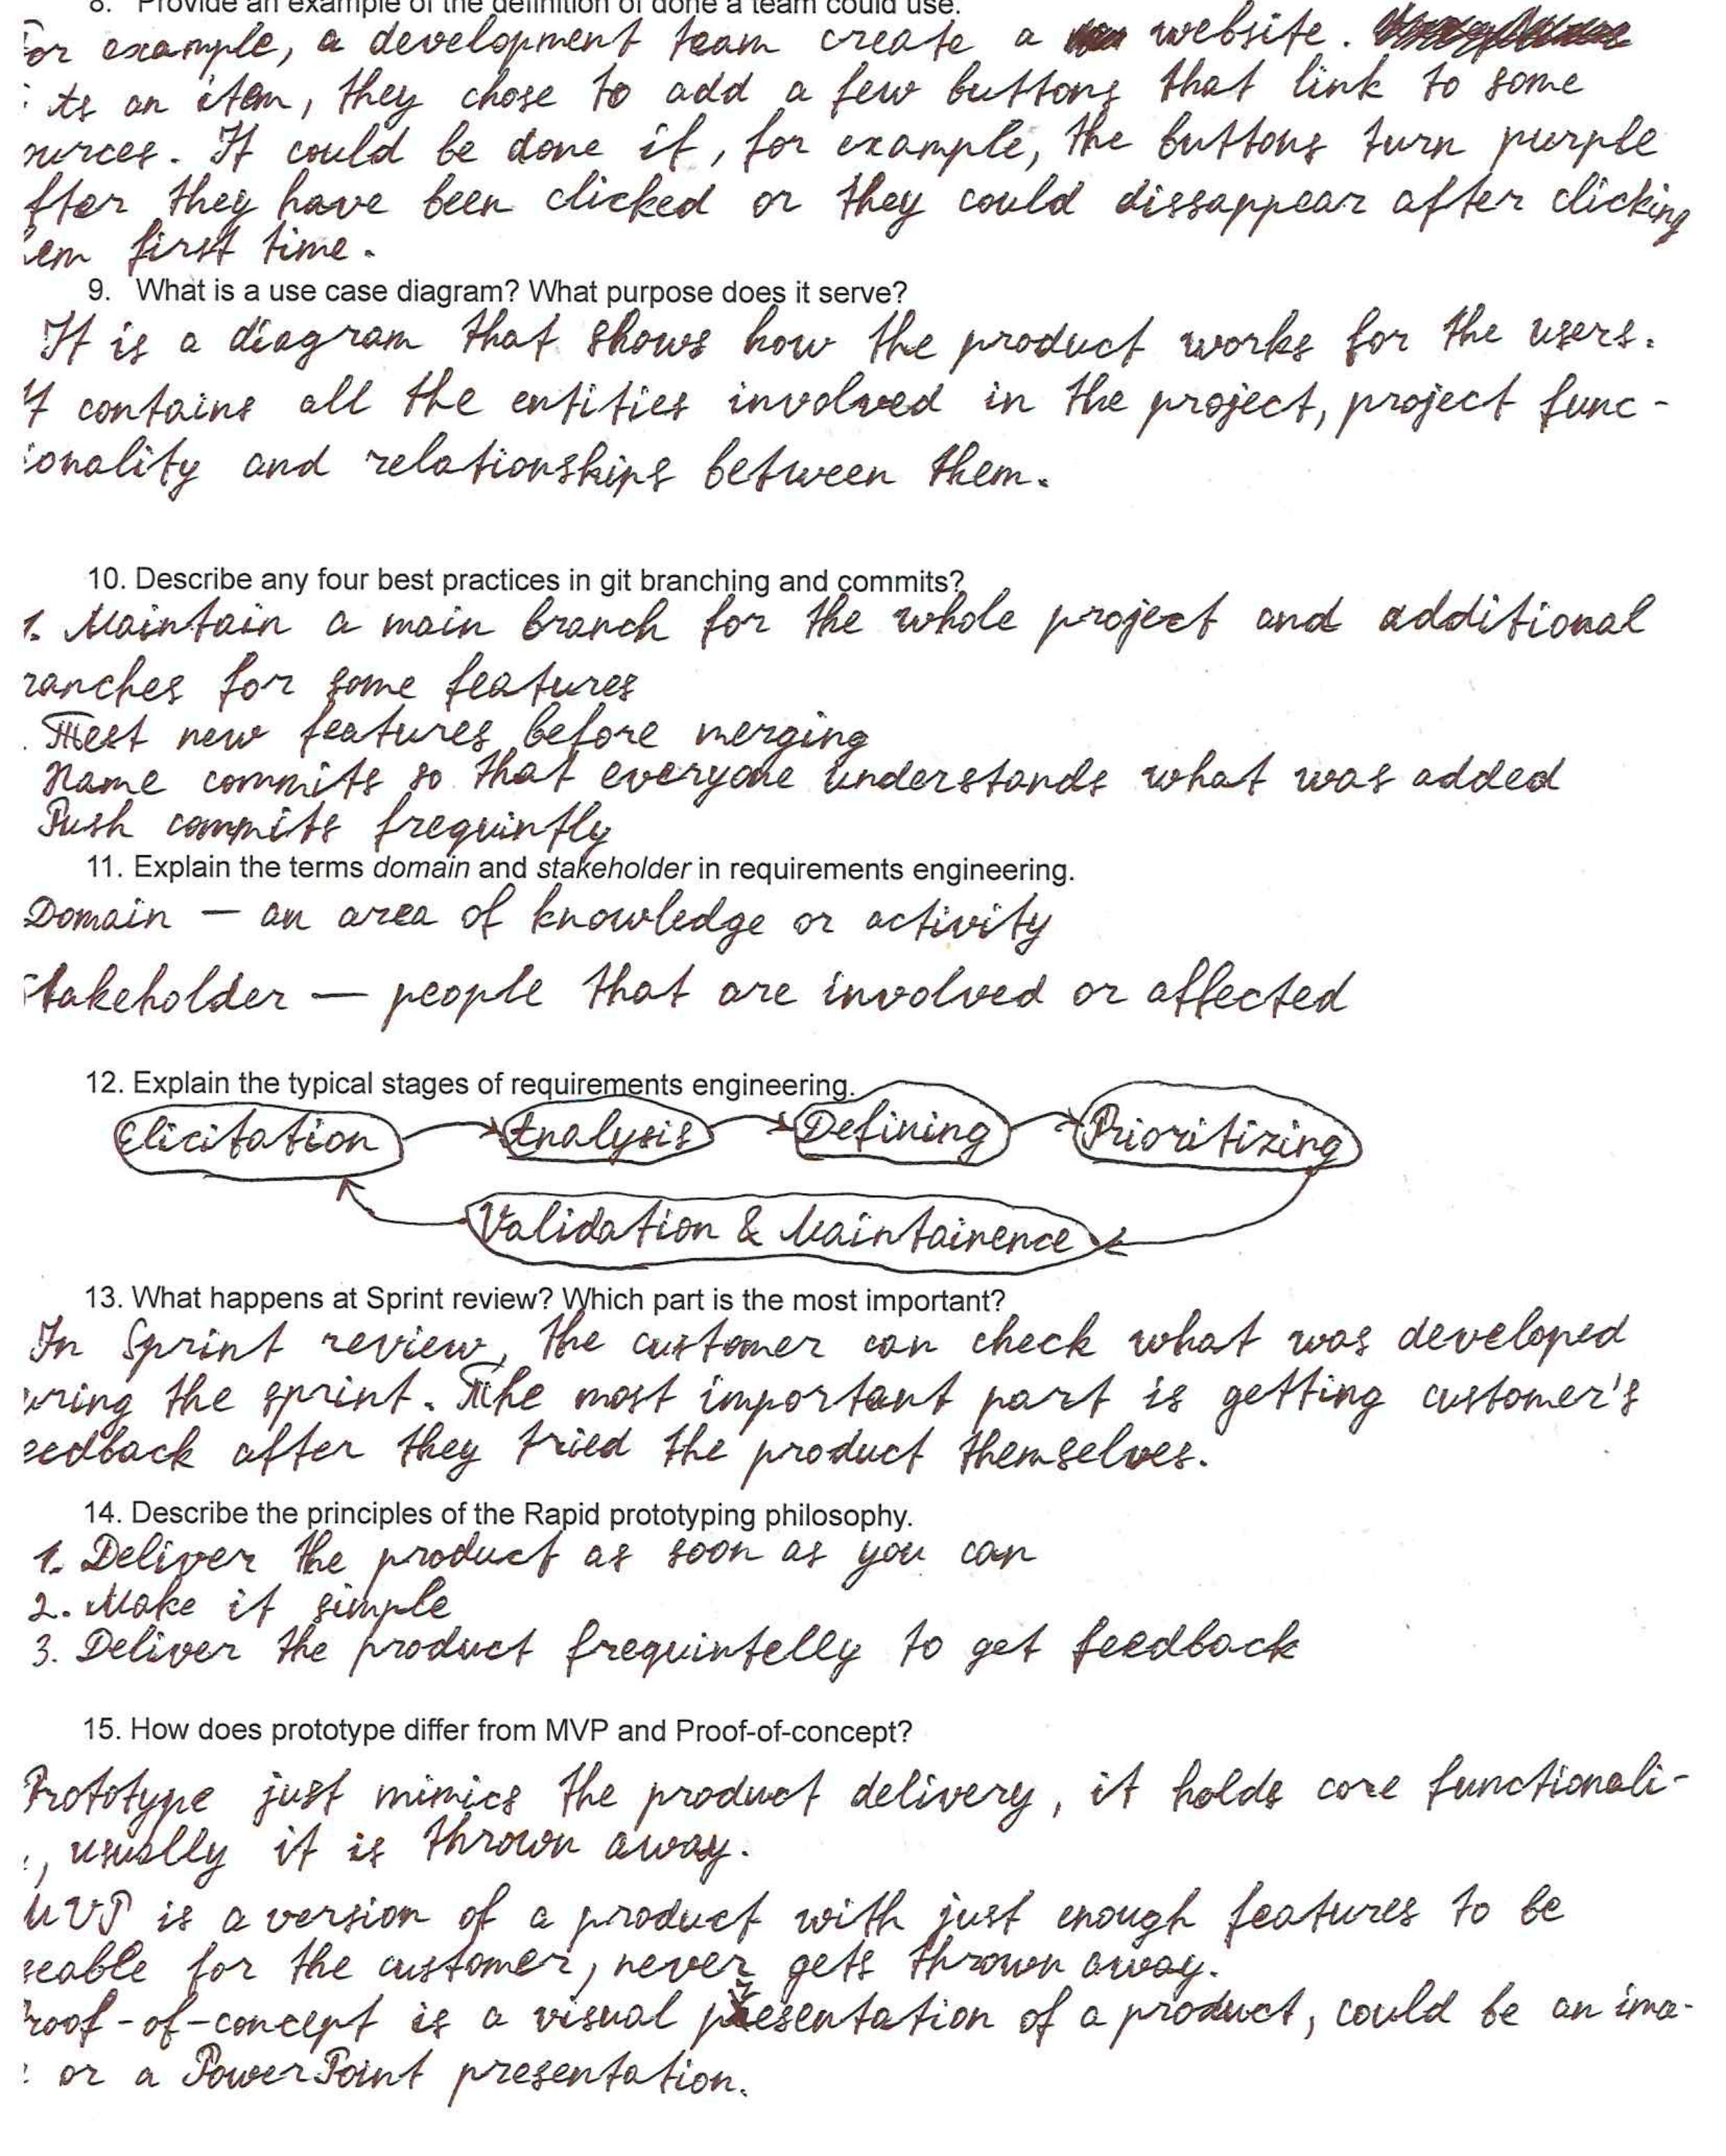 8. Provide an example of the definition of done a team could use.
For example, a development team create a website.
its an item, they chose to add a few buttons that link to some
ources. It could be done if, for example, the buttons turn purple
fter they have been clicked or they could dissappear after clicking
em first time.
9. What is a use case diagram? What purpose does it serve?
It is a diagram that shows how the product works for the users.
It contains all the entities involved in the project, project func-
ionality and relationships between them.
10. Describe any four best practices in git branching and commits?
1. Maintain a main branch for the whole project and additional
ranches for some features
. Test new features before merging
Name commits so that everyone understands what was added
Push commits frequintly
11. Explain the terms domain and stakeholder in requirements engineering.
Domain — an area of knowledge or activity
Stakeholder — people that are involved or affected
12. Explain the typical stages of requirements engineering.
Elicitation Analysis Defining Prioritizing
Validation & Maintainence
13. What happens at Sprint review? Which part is the most important?
In Sprint review, the customer can check what was developed
uring the sprint. The most important part is getting customer's
eedback after they tried the product themselves.
14. Describe the principles of the Rapid prototyping philosophy.
1. Deliver the product as soon as you can
2. Make it simple
3. Deliver the product frequintelly to get feedback
15. How does prototype differ from MVP and Proof-of-concept?
Prototype just mimics the product delivery, it holds core functionali-
, usually it is thrown away.
MVP is a version of a product with just enough features to be
seable for the customer, never gets thrown away.
Proof-of-concept is a visual presentation of a product, could be an ima-
or a PowerPoint presentation.